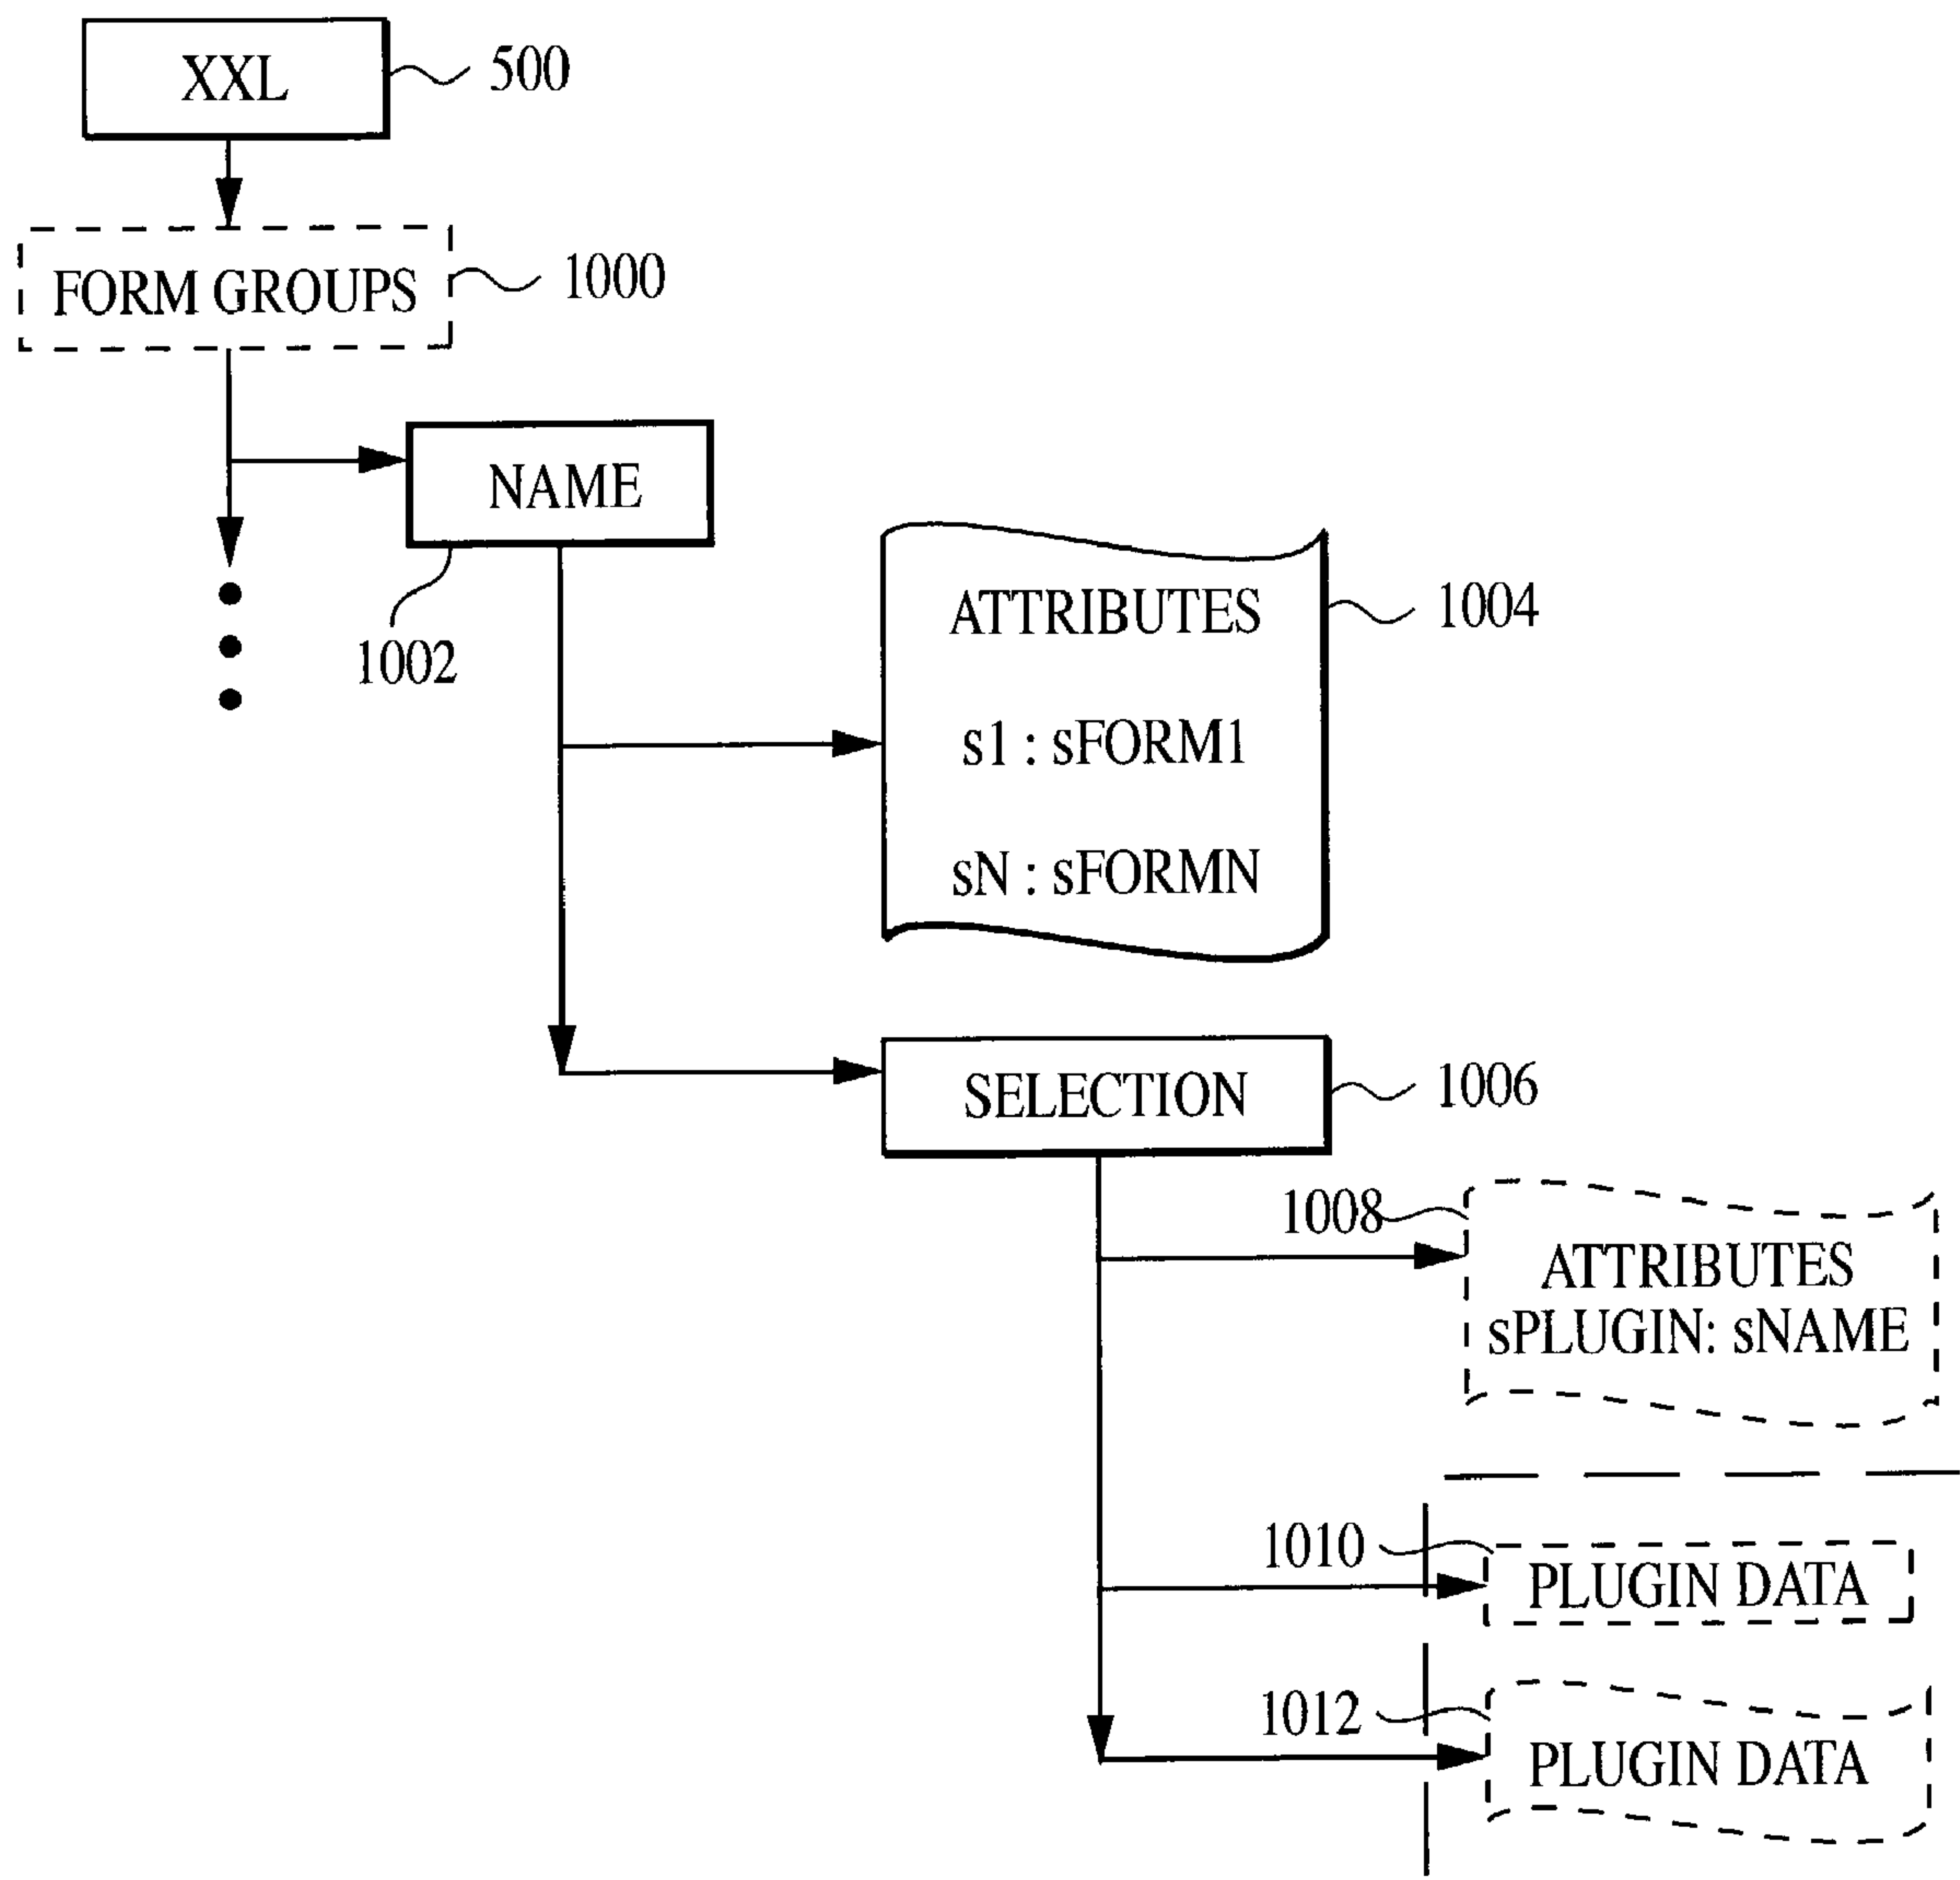 XXL
500
FORM GROUPS
1000
NAME
1002
ATTRIBUTES
1004
s1 : sFORM1
sN : sFORMN
SELECTION
1006
1008
ATTRIBUTES
sPLUGIN: sNAME
1010
PLUGIN DATA
1012
PLUGIN DATA